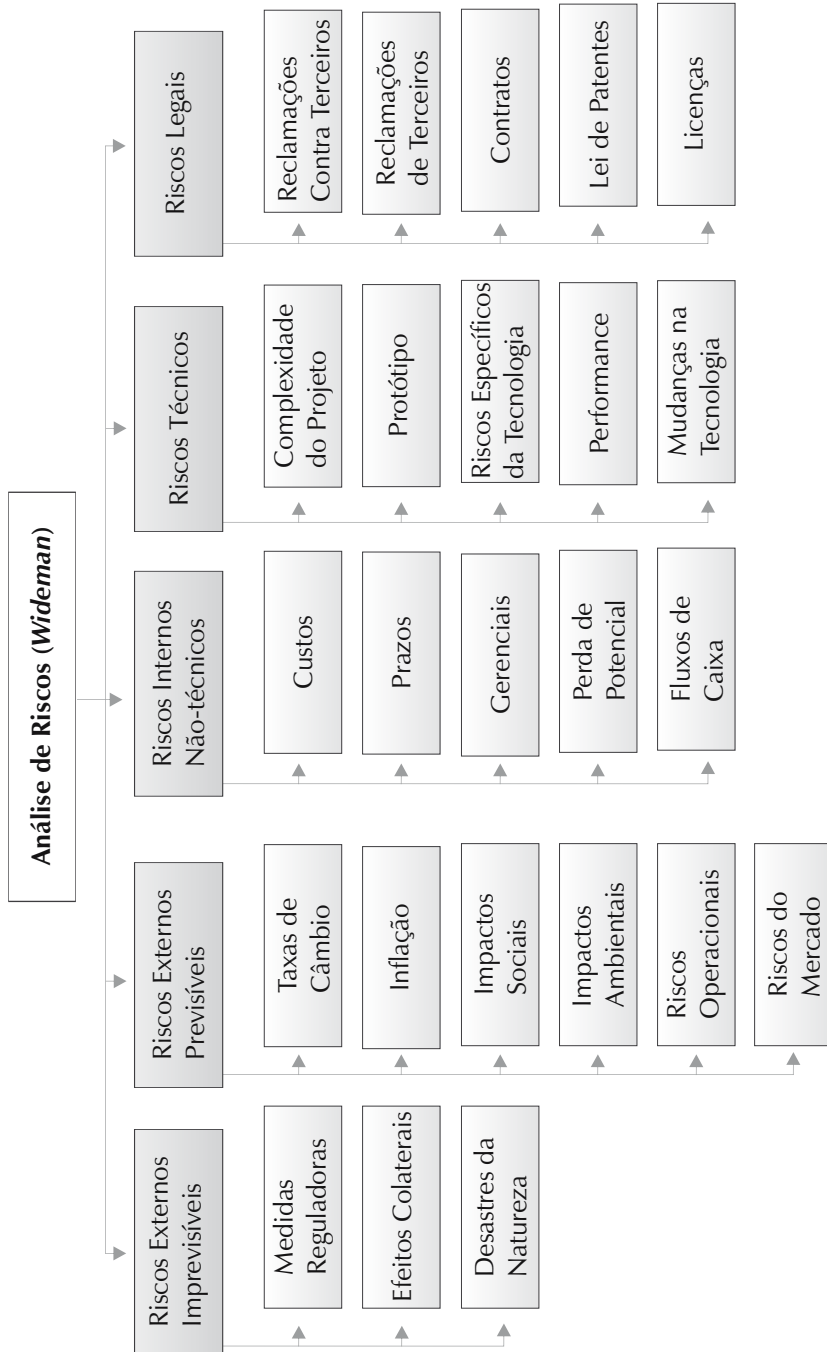 Análise de Riscos (Wideman)
Riscos Externos
Imprevisíveis
Medidas
Reguladoras
Efeitos Colaterais
Desastres da
Natureza
Riscos Externos
Previsíveis
Taxas de
Câmbio
Inflação
Impactos
Sociais
Impactos
Ambientais
Riscos
Operacionais
Riscos do
Mercado
Riscos Internos
Não-técnicos
Custos
Prazos
Gerenciais
Perda de
Potencial
Fluxos de
Caixa
Riscos Técnicos
Complexidade
do Projeto
Protótipo
Riscos Específicos
da Tecnologia
Performance
Mudanças na
Tecnologia
Riscos Legais
Reclamações
Contra Terceiros
Reclamações
de Terceiros
Contratos
Lei de Patentes
Licenças